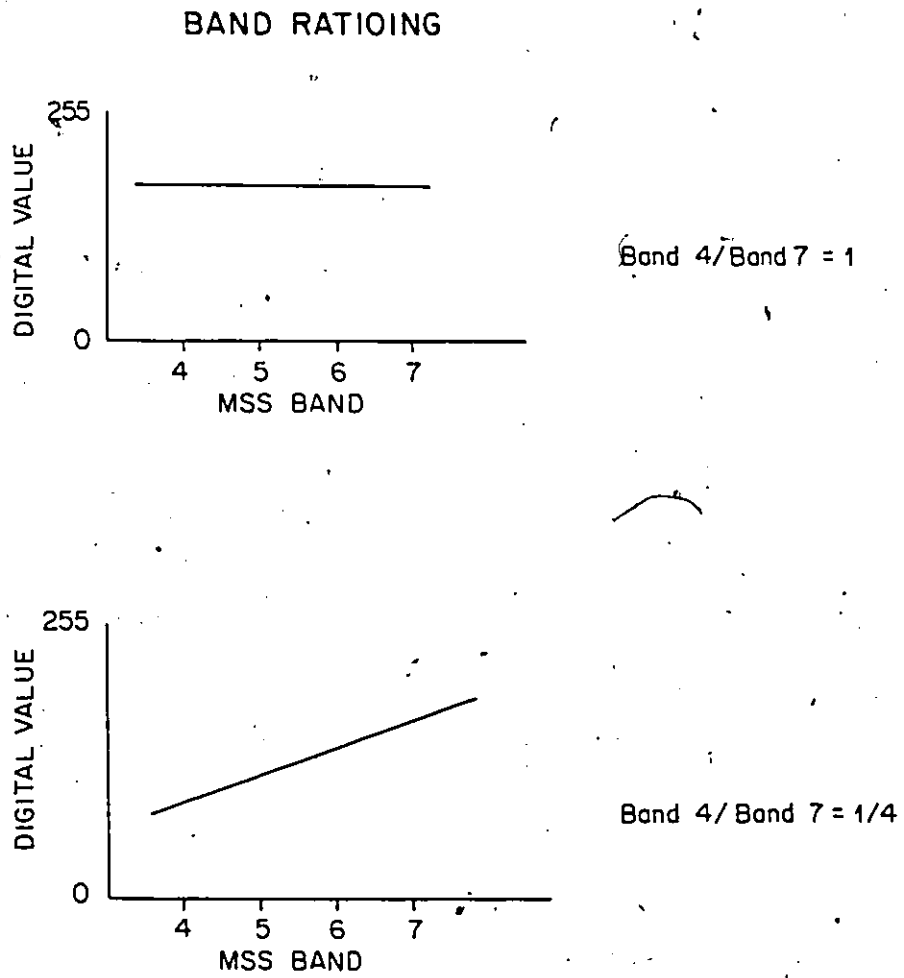 BAND RATIOING
255
DIGITAL VALUE
0
4 5 6 7
MSS BAND
Band 4/Band 7 = 1
255
DIGITAL VALUE
0
4 5 6 7
MSS BAND
Band 4/Band 7 = 1/4